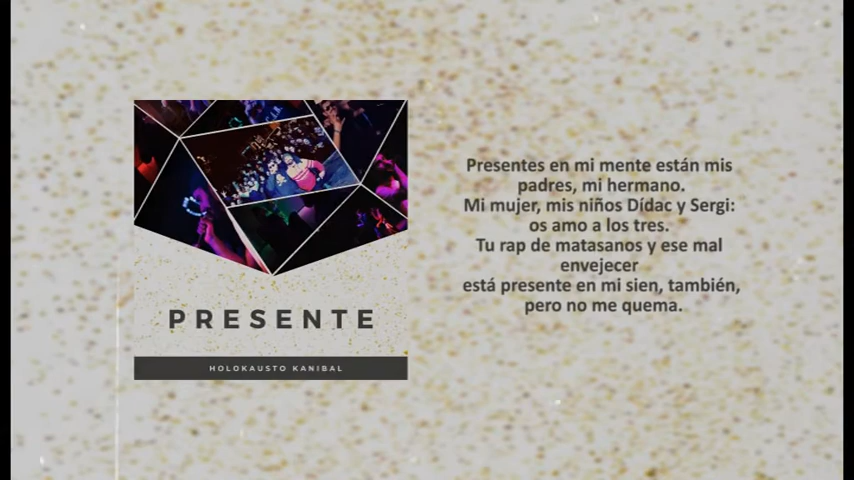 PRESENTE
HOLOKAUSTO KANIBAL
Presentes en mi mente están mis
padres, mi hermano.
Mi mujer, mis niños Dídac y Sergi:
os amo a los tres.
Tu rap de matasanos y ese mal
envejecer
está presente en mi sien, también,
pero no me quema.